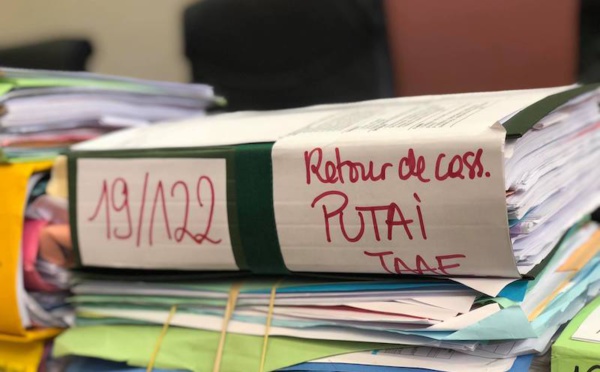 19/122
Retour de cass.
PUTAI
TAAF